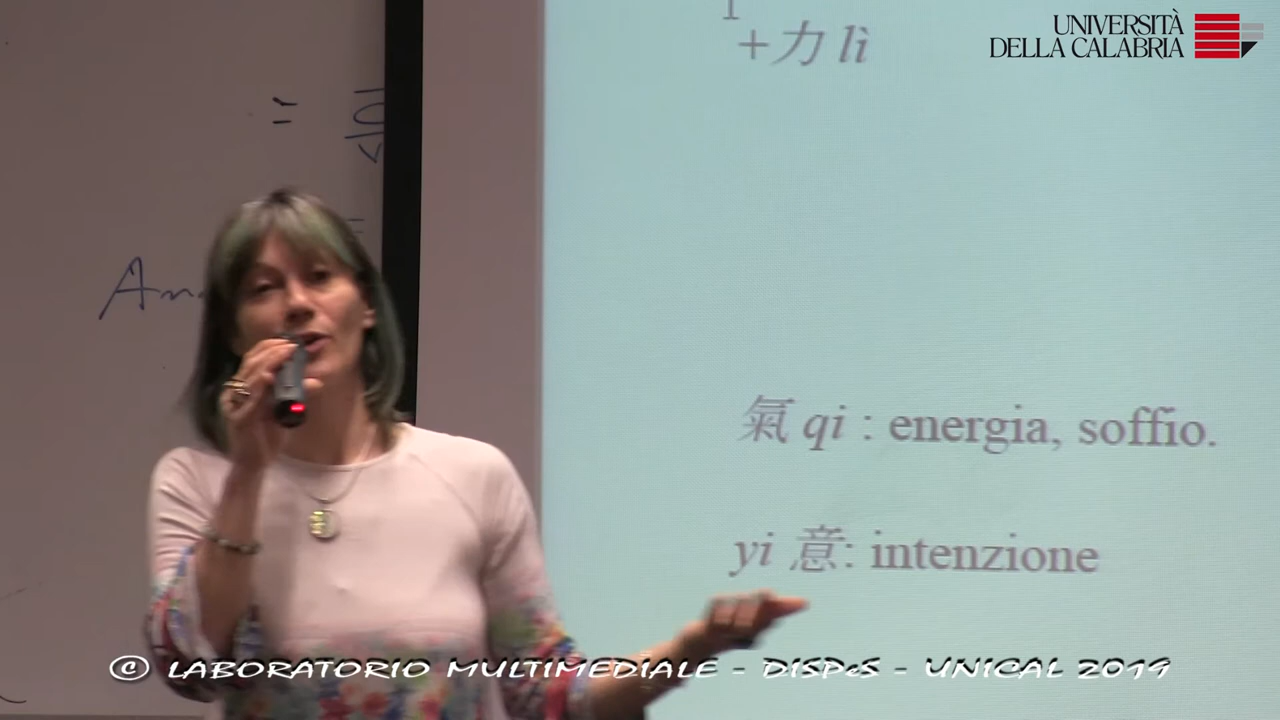 UNIVERSITÀ
DELLA CALABRIA
+力 lì
氣 qi : energia, soffio.
yi 意: intenzione
© LABORATORIO MULTIMEDIALE - DISPeS - UNICAL 2019